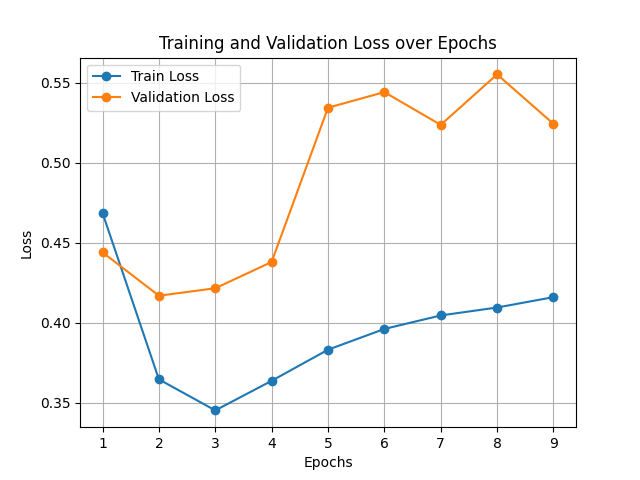 Training and Validation Loss over Epochs
Train Loss
Validation Loss
0.55
0.50
0.45
0.40
0.35
Loss
1 2 3 4 5 6 7 8 9
Epochs